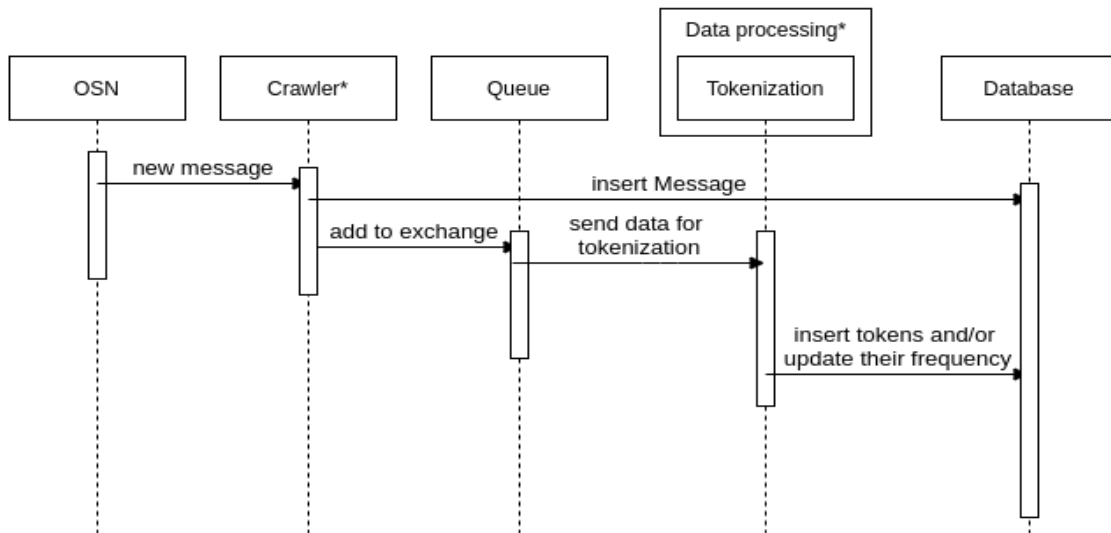 Data processing*
OSN
Crawler*
Queue
Tokenization
Database
new message
insert Message
add to exchange
send data for
tokenization
insert tokens and/or
update their frequency